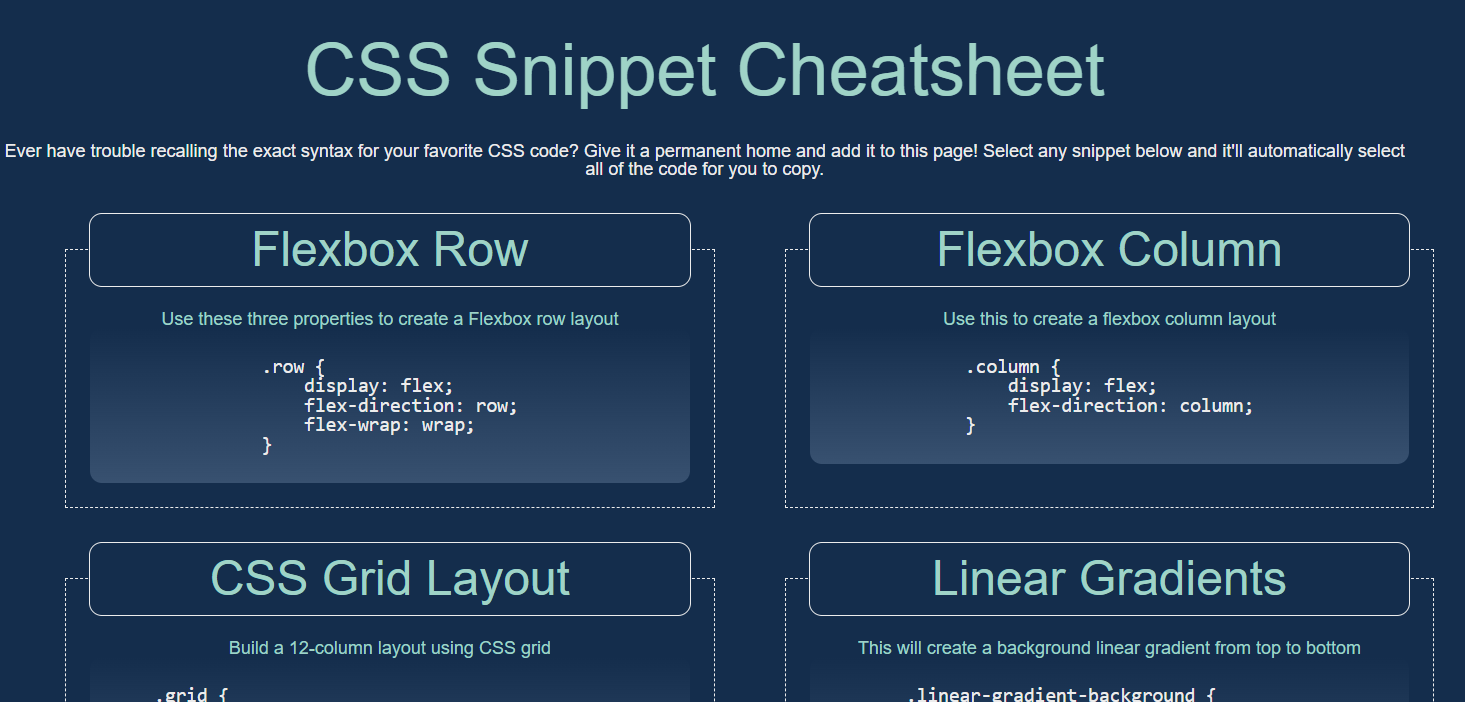 CSS Snippet Cheatsheet
Ever have trouble recalling the exact syntax for your favorite CSS code? Give it a permanent home and add it to this page! Select any snippet below and it'll automatically select
all of the code for you to copy.
Flexbox Row
Use these three properties to create a Flexbox row layout
.row {
    display: flex;
    flex-direction: row;
    flex-wrap: wrap;
}
Flexbox Column
Use this to create a flexbox column layout
.column {
    display: flex;
    flex-direction: column;
}
CSS Grid Layout
Build a 12-column layout using CSS grid
.grid {
Linear Gradients
This will create a background linear gradient from top to bottom
.linear-gradient-background {